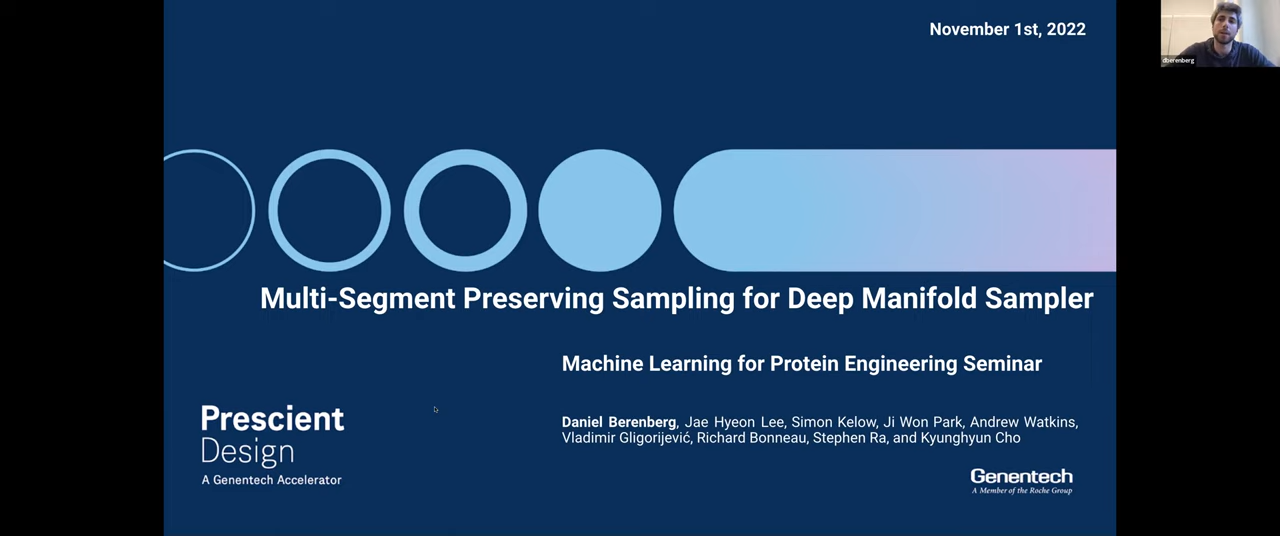 November 1st, 2022
dberenberg
Multi-Segment Preserving Sampling for Deep Manifold Sampler
Machine Learning for Protein Engineering Seminar
Daniel Berenberg, Jae Hyeon Lee, Simon Kelow, Ji Won Park, Andrew Watkins,
Vladimir Gligorijević, Richard Bonneau, Stephen Ra, and Kyunghyun Cho
Prescient
Design
A Genentech Accelerator
Genentech
A Member of the Roche Group